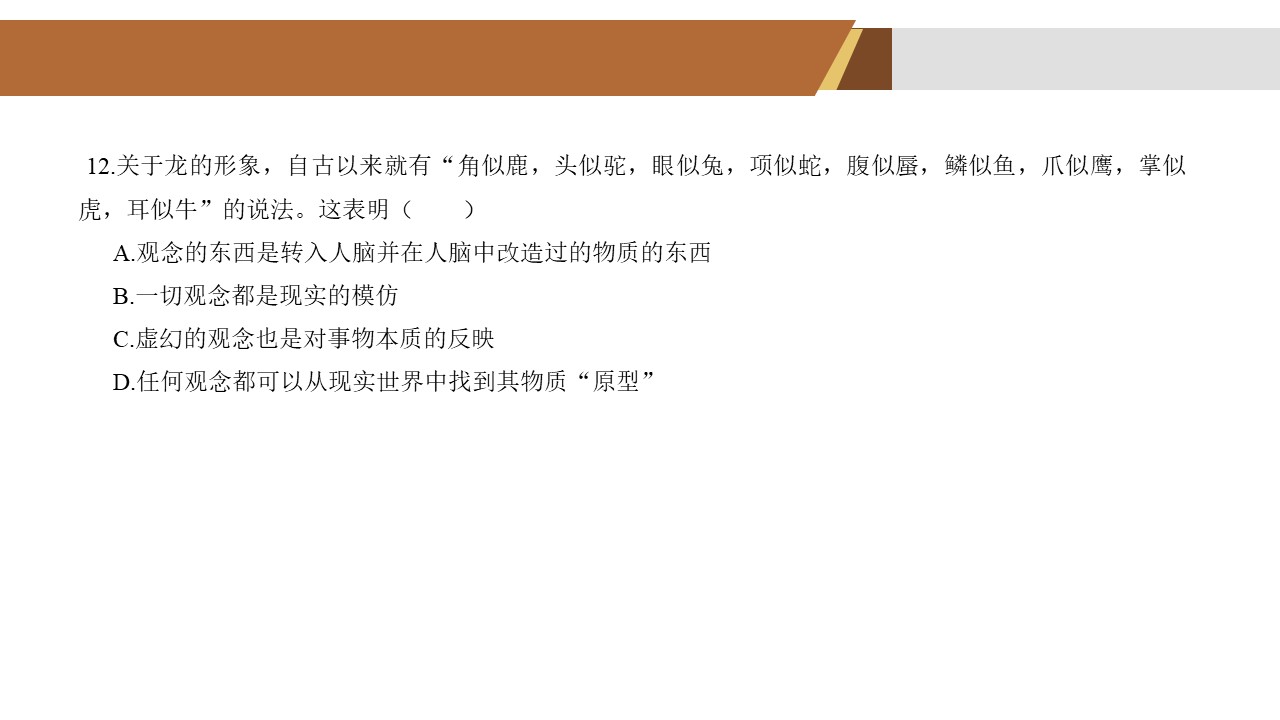 12.关于龙的形象，自古以来就有“角似鹿，头似驼，眼似兔，项似蛇，腹似蜃，鳞似鱼，爪似鹰，掌似
虎，耳似牛”的说法。这表明（　　）
A.观念的东西是转入人脑并在人脑中改造过的物质的东西
B.一切观念都是现实的模仿
C.虚幻的观念也是对事物本质的反映
D.任何观念都可以从现实世界中找到其物质“原型”